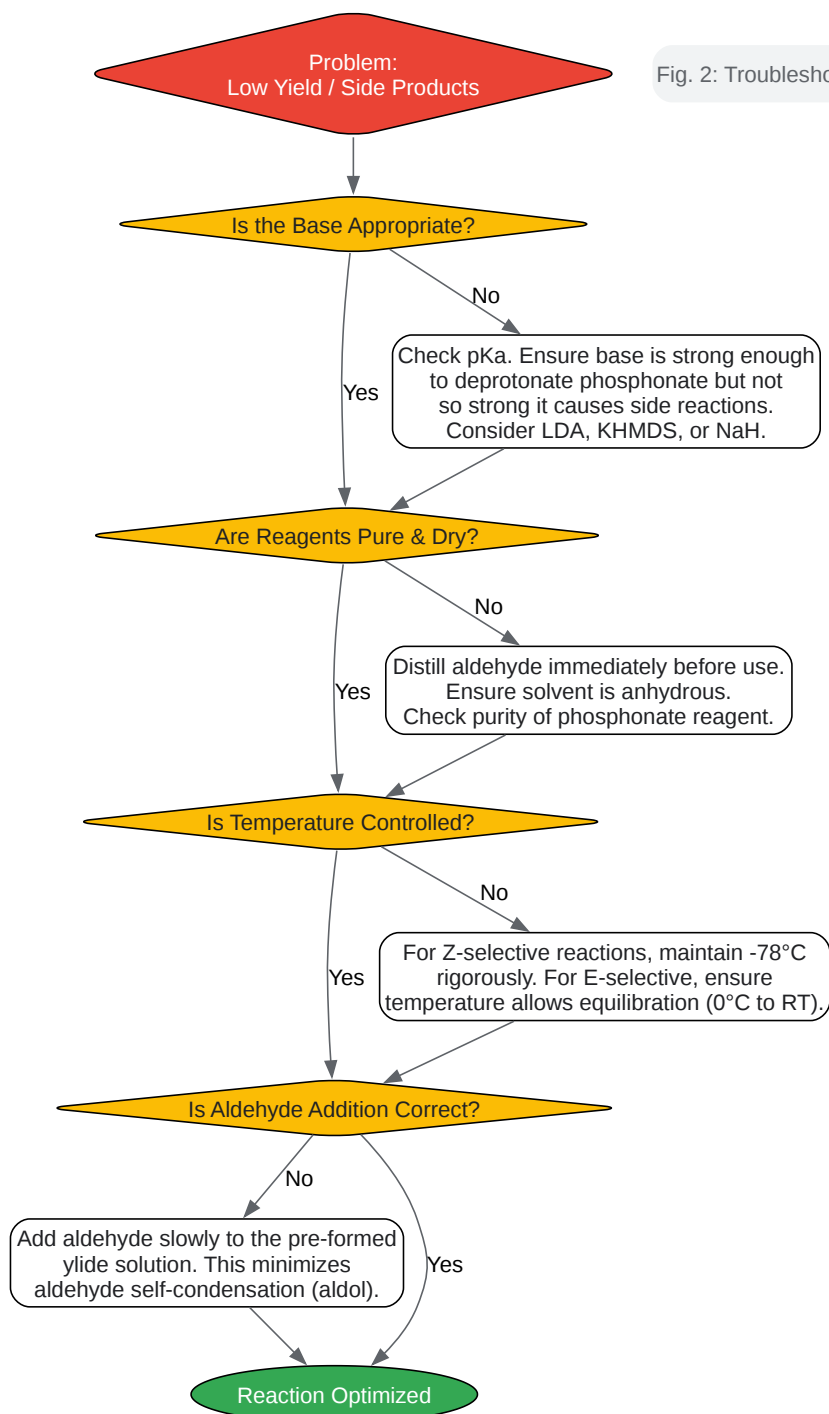 Problem:
Low Yield / Side Products
Fig. 2: Troublesho
Is the Base Appropriate?
No
Check pKa. Ensure base is strong enough
to deprotonate phosphonate but not
so strong it causes side reactions.
Consider LDA, KHMDS, or NaH.
Yes
Are Reagents Pure & Dry?
No
Distill aldehyde immediately before use.
Ensure solvent is anhydrous.
Check purity of phosphonate reagent.
Yes
Is Temperature Controlled?
No
For Z-selective reactions, maintain -78°C
rigorously. For E-selective, ensure
temperature allows equilibration (0°C to RT).
Yes
Is Aldehyde Addition Correct?
No
Add aldehyde slowly to the pre-formed
ylide solution. This minimizes
aldehyde self-condensation (aldol).
Yes
Reaction Optimized